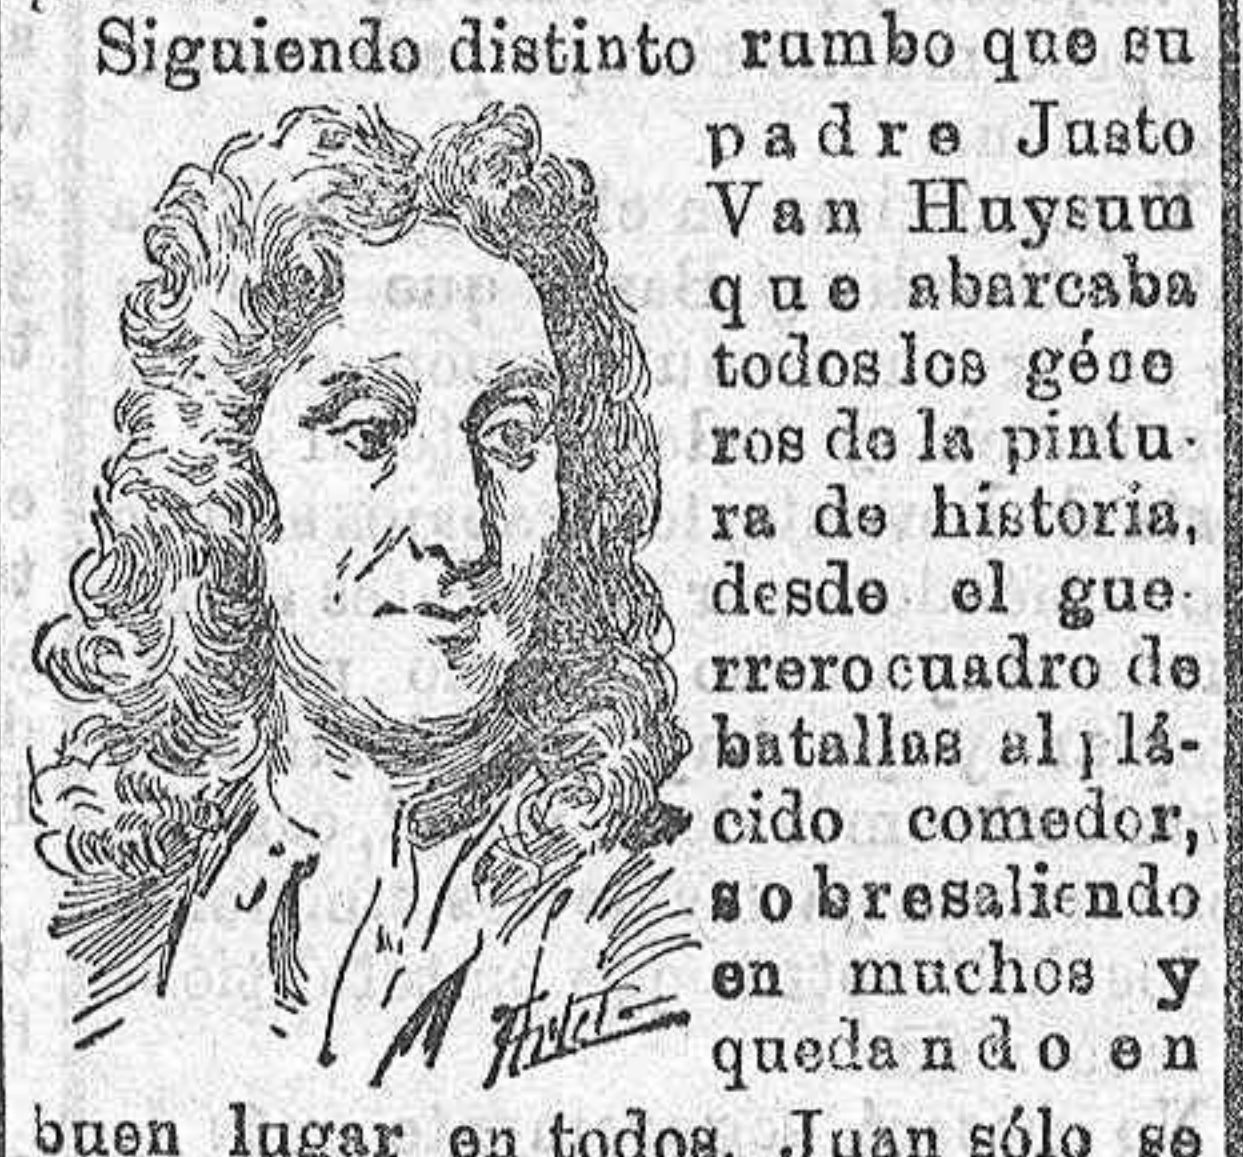 Siguiendo distinto rumbo que su
padre Justo
Van Huysum
que abarcaba
todos los géne
ros de la pintu-
ra de historia,
desde el gue-
rrero cuadro de
batallas al plá-
cido comedor,
sobresaliendo
en muchos y
quedando en
buen lugar en todos. Juan sólo se